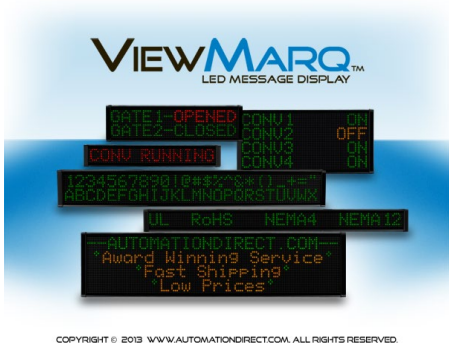 VIEWMARQ™
LED MESSAGE DISPLAY
GATE1-OPENED
GATE2-CLOSED
CONV1 ON
CONV2 OFF
CONV3 ON
CONV4 ON
CONV RUNNING
1234567890!@#$%^&*()_+="
ABCDEFGHIJKLMNOPQRSTUVWX
UL RoHS NEMA4 NEMA12
--AUTOMATIONDIRECT.COM--
*Award Winning Service*
*Fast Shipping*
*Low Prices*
COPYRIGHT © 2013 WWW.AUTOMATIONDIRECT.COM. ALL RIGHTS RESERVED.